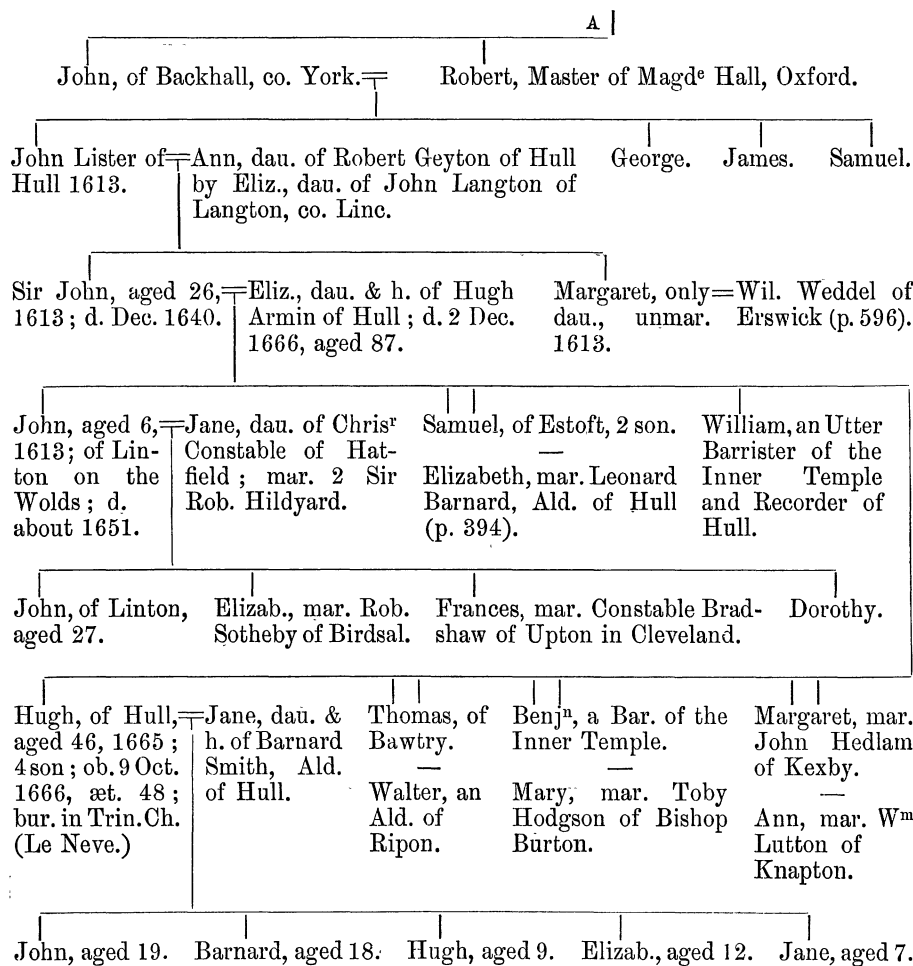 A
John, of Backhall, co. York.
Robert, Master of Magdᵉ Hall, Oxford.
John Lister of
Hull 1613.
Ann, dau. of Robert Geyton of Hull
by Eliz., dau. of John Langton of
Langton, co. Linc.
George.
James.
Samuel.
Sir John, aged 26,
1613; d. Dec. 1640.
Eliz., dau. & h. of Hugh
Armin of Hull; d. 2 Dec.
1666, aged 87.
Margaret, only
dau., unmar.
1613.
Wil. Weddel of
Erswick (p. 596).
John, aged 6,
1613; of Lin-
ton on the
Wolds; d.
about 1651.
Jane, dau. of Chrisʳ
Constable of Hat-
field; mar. 2 Sir
Rob. Hildyard.
Samuel, of Estoft, 2 son.
—
Elizabeth, mar. Leonard
Barnard, Ald. of Hull
(p. 394).
William, an Utter
Barrister of the
Inner Temple
and Recorder of
Hull.
John, of Linton,
aged 27.
Elizab., mar. Rob.
Sotheby of Birdsal.
Frances, mar. Constable Brad-
shaw of Upton in Cleveland.
Dorothy.
Hugh, of Hull,
aged 46, 1665;
4 son; ob. 9 Oct.
1666, æt. 48;
bur. in Trin. Ch.
(Le Neve.)
Jane, dau. &
h. of Barnard
Smith, Ald.
of Hull.
Thomas, of
Bawtry.
—
Walter, an
Ald. of
Ripon.
Benjⁿ, a Bar. of the
Inner Temple.
—
Mary, mar. Toby
Hodgson of Bishop
Burton.
Margaret, mar.
John Hedlam
of Kexby.
—
Ann, mar. Wᵐ
Lutton of
Knapton.
John, aged 19.
Barnard, aged 18.
Hugh, aged 9.
Elizab., aged 12.
Jane, aged 7.